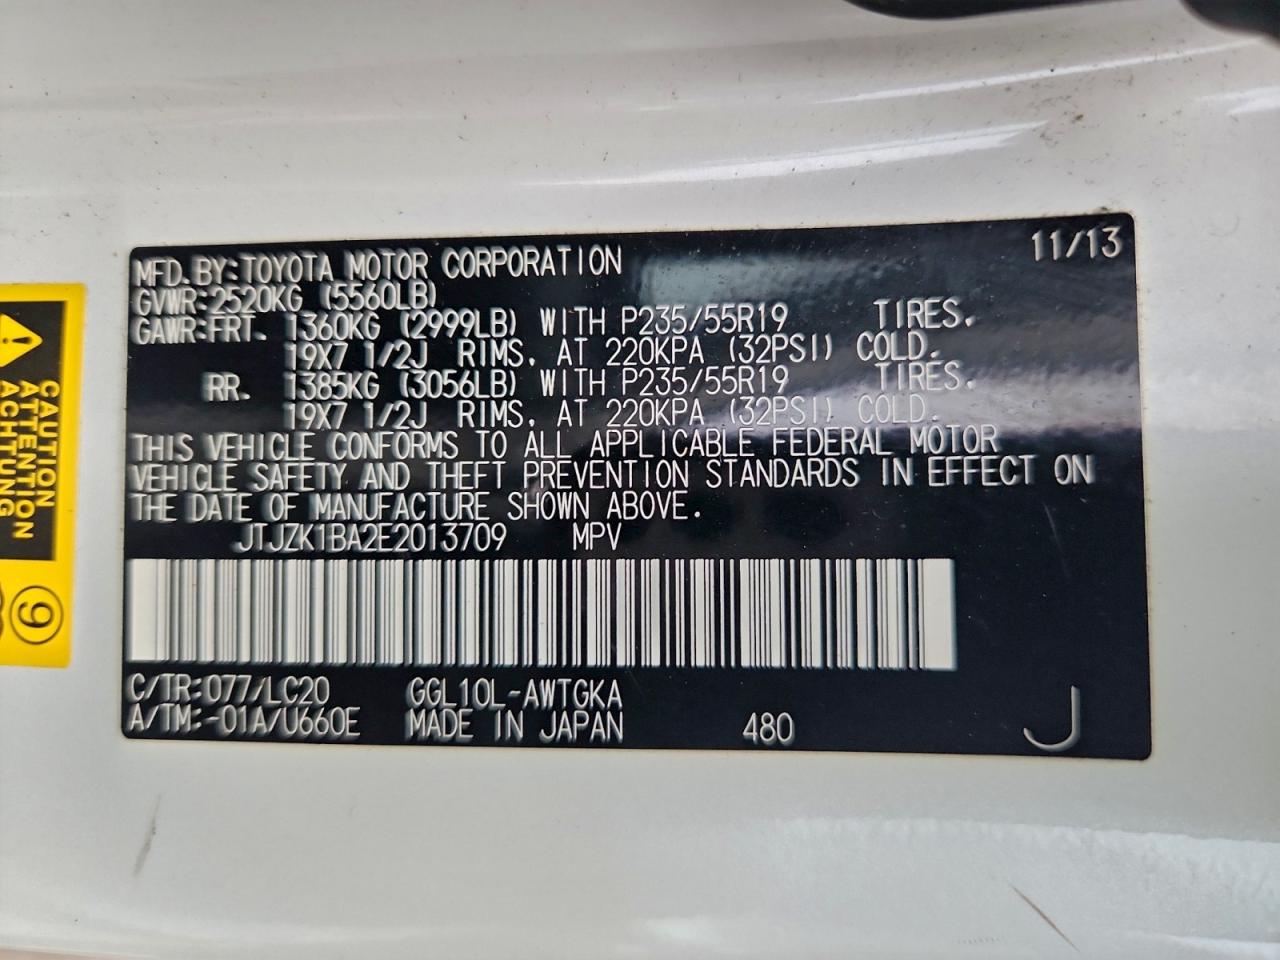 11/13
MFD. BY: TOYOTA MOTOR CORPORATION
GVWR: 2520KG (5560LB)
GAWR: FRT. 1360KG (2999LB) WITH P235/55R19 TIRES.
19X7 1/2J RIMS, AT 220KPA (32PSI) COLD.
RR. 1385KG (3056LB) WITH P235/55R19 TIRES.
19X7 1/2J RIMS, AT 220KPA (32PSI) COLD.
THIS VEHICLE CONFORMS TO ALL APPLICABLE FEDERAL MOTOR
VEHICLE SAFETY AND THEFT PREVENTION STANDARDS IN EFFECT ON
THE DATE OF MANUFACTURE SHOWN ABOVE.
JTJZK1BA2E2013709 MPV
C/TR: 077/LC20 GGL10L-AWTGKA
A/TM: -01A/U660E MADE IN JAPAN 480 J
CAUTION
ATTENTION
ACHTUNG
9